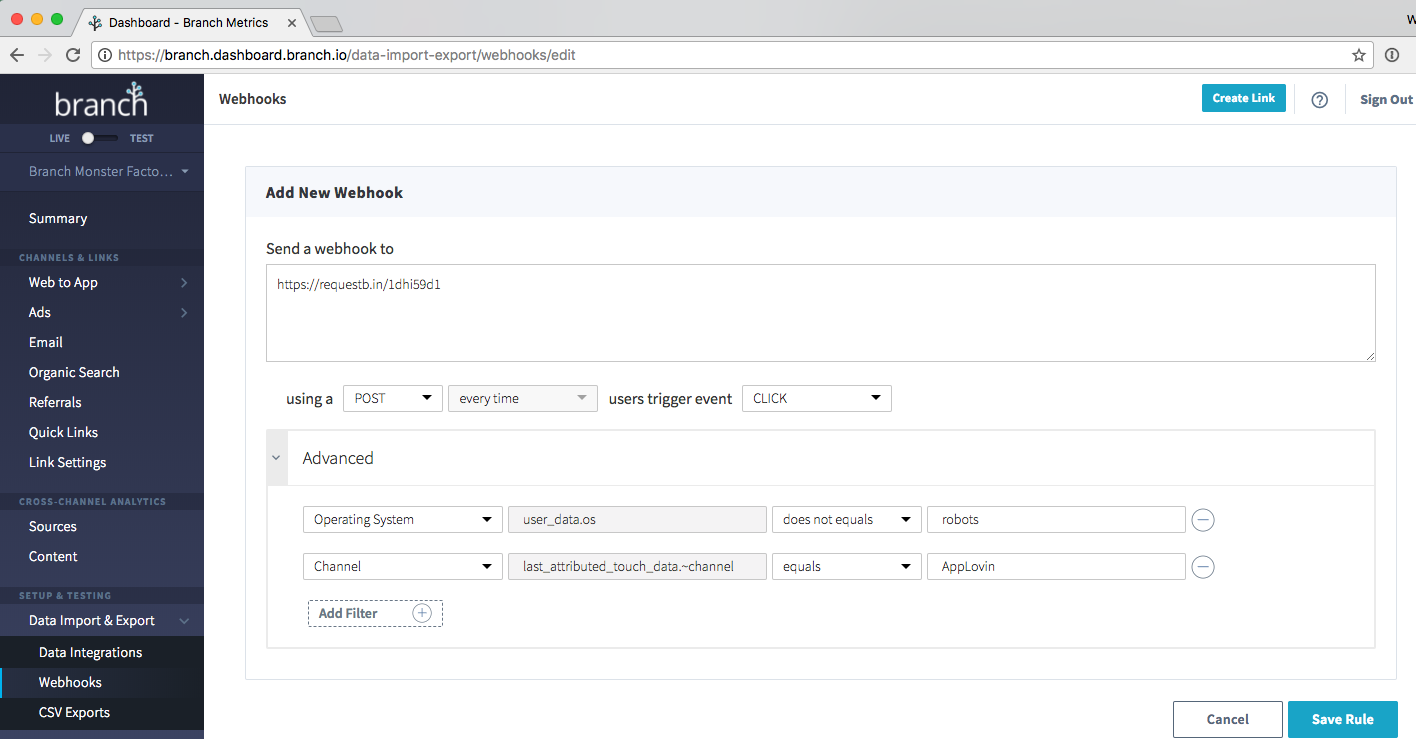 Dashboard - Branch Metrics
W
https://branch.dashboard.branch.io/data-import-export/webhooks/edit
branch
LIVE TEST
Branch Monster Facto...
Summary
CHANNELS & LINKS
Web to App
Ads
Email
Organic Search
Referrals
Quick Links
Link Settings
CROSS-CHANNEL ANALYTICS
Sources
Content
SETUP & TESTING
Data Import & Export
Data Integrations
Webhooks
CSV Exports
Webhooks
Create Link
Sign Out
Add New Webhook
Send a webhook to
https://requestb.in/1dhi59d1
using a POST every time users trigger event CLICK
Advanced
Operating System user_data.os does not equals robots
Channel last_attributed_touch_data.~channel equals AppLovin
Add Filter
Cancel Save Rule